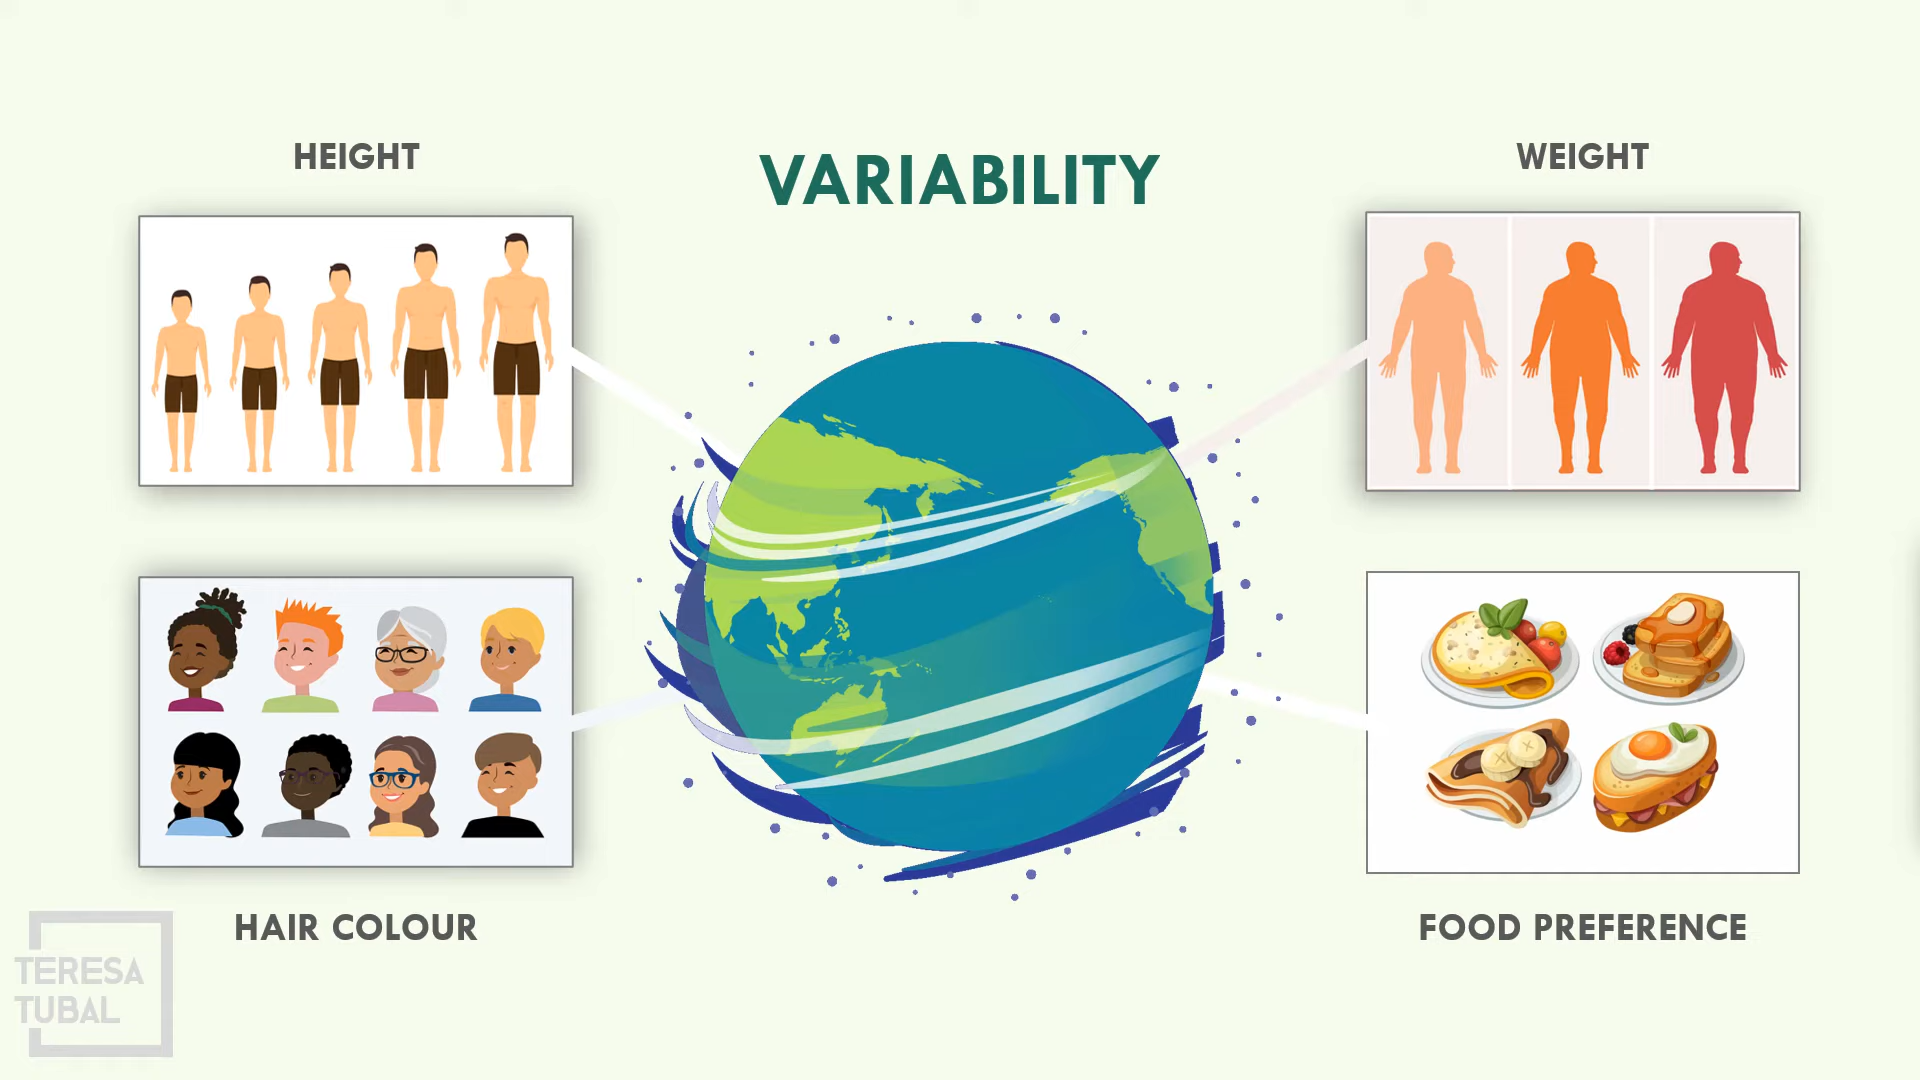 HEIGHT
VARIABILITY
WEIGHT
HAIR COLOUR
FOOD PREFERENCE
TERESA
TUBAL